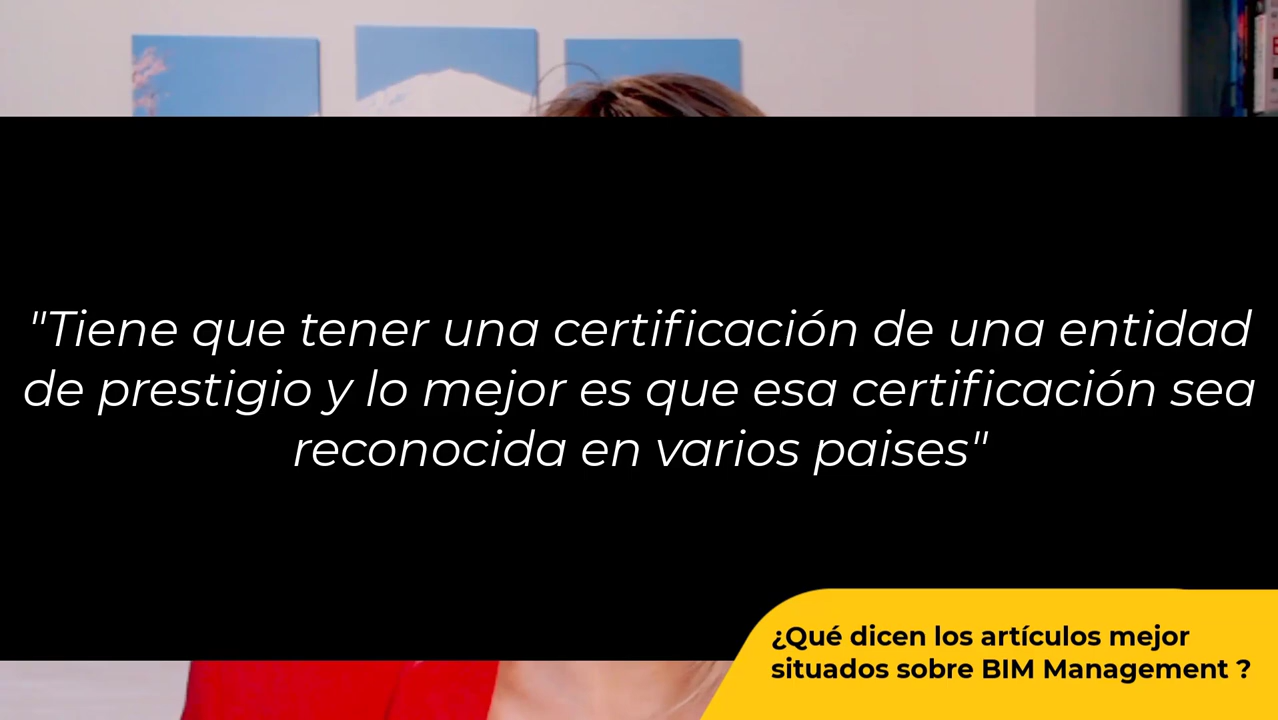 "Tiene que tener una certificación de una entidad
de prestigio y lo mejor es que esa certificación sea
reconocida en varios paises"
¿Qué dicen los artículos mejor
situados sobre BIM Management ?